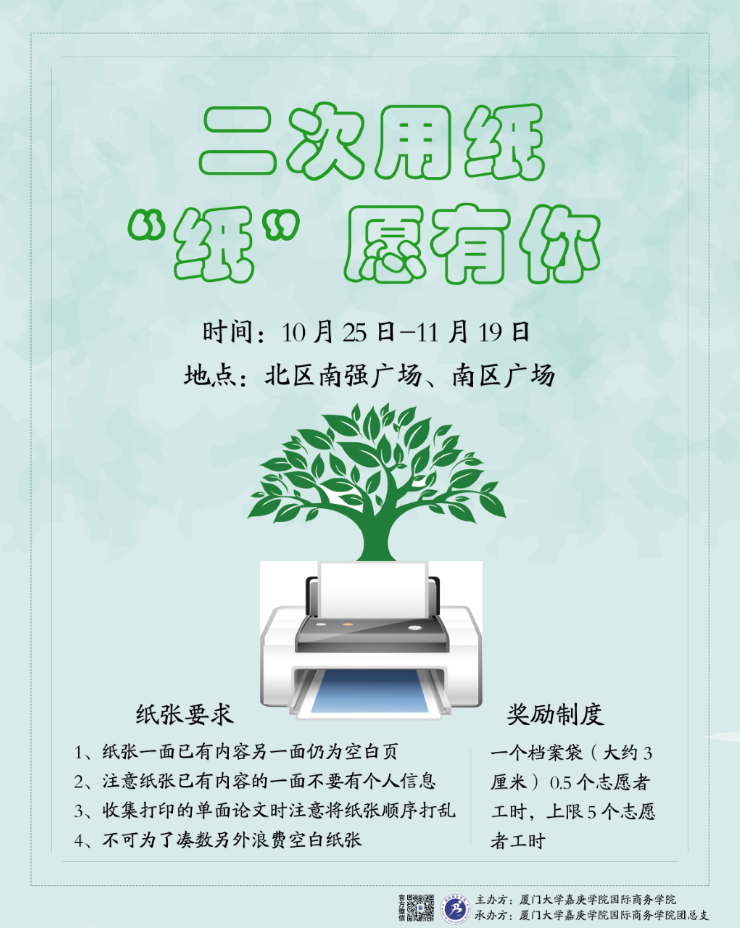 二次用纸
“纸”愿有你
时间：10月25日-11月19日
地点：北区南强广场、南区广场
纸张要求
1、纸张一面已有内容另一面仍为空白页
2、注意纸张已有内容的一面不要有个人信息
3、收集打印的单面论文时注意将纸张顺序打乱
4、不可为了凑数另外浪费空白纸张
奖励制度
一个档案袋（大约3
厘米）0.5个志愿者
工时，上限5个志愿
者工时
官方微信
主办方：厦门大学嘉庚学院国际商务学院
承办方：厦门大学嘉庚学院国际商务学院团总支